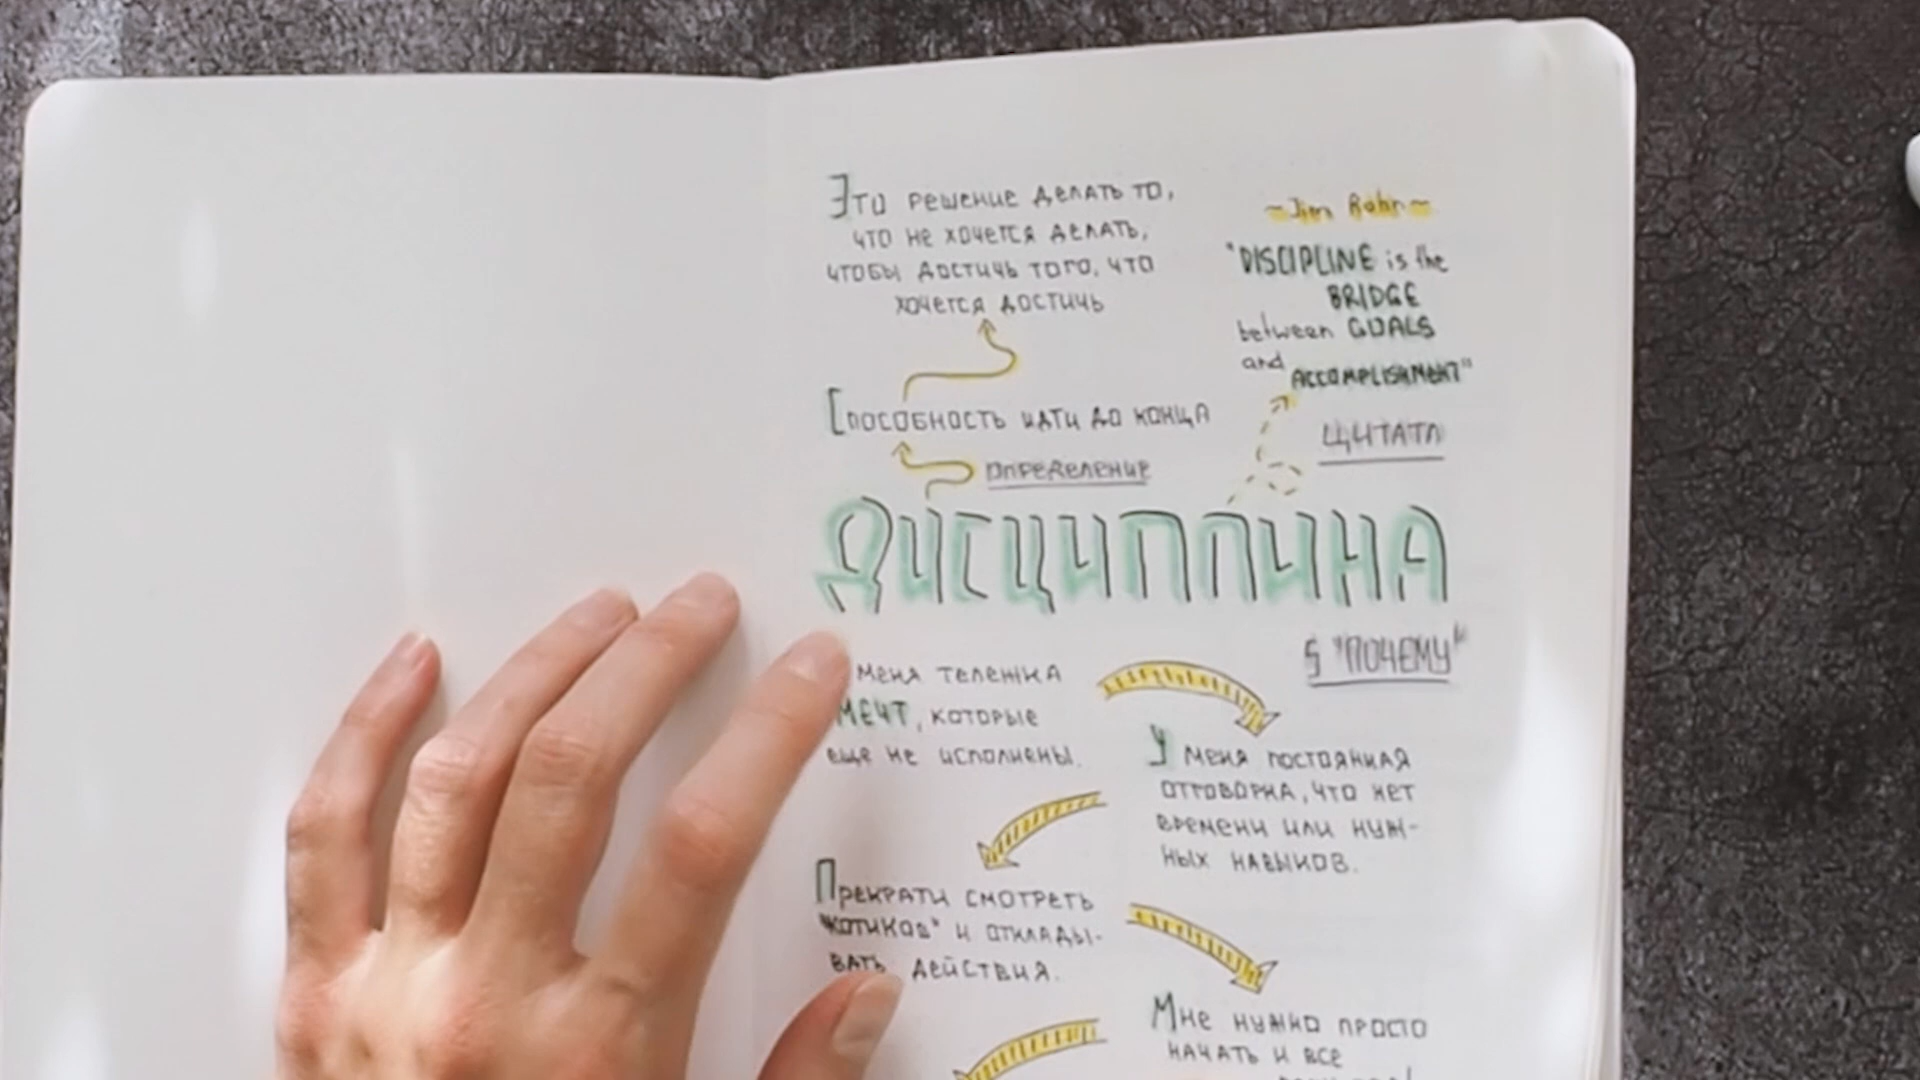 Это решение делать то,
что не хочется делать,
чтобы достичь того, что
хочется достичь
~Jim Rohn~
"DISCIPLINE is the
BRIDGE
between GOALS
and ACCOMPLISHMENT"
Цитата
Способность идти до конца
определение
ДИСЦИПЛИНА
5 "ПОЧЕМУ"
меня тележка
МЕЧТ, которые
еще не исполнены.
У меня постоянная
отговорка, что нет
времени или нуж-
ных навыков.
Прекрати смотреть
"котиков" и отклады-
вать действия.
Мне нужно просто
начать и все